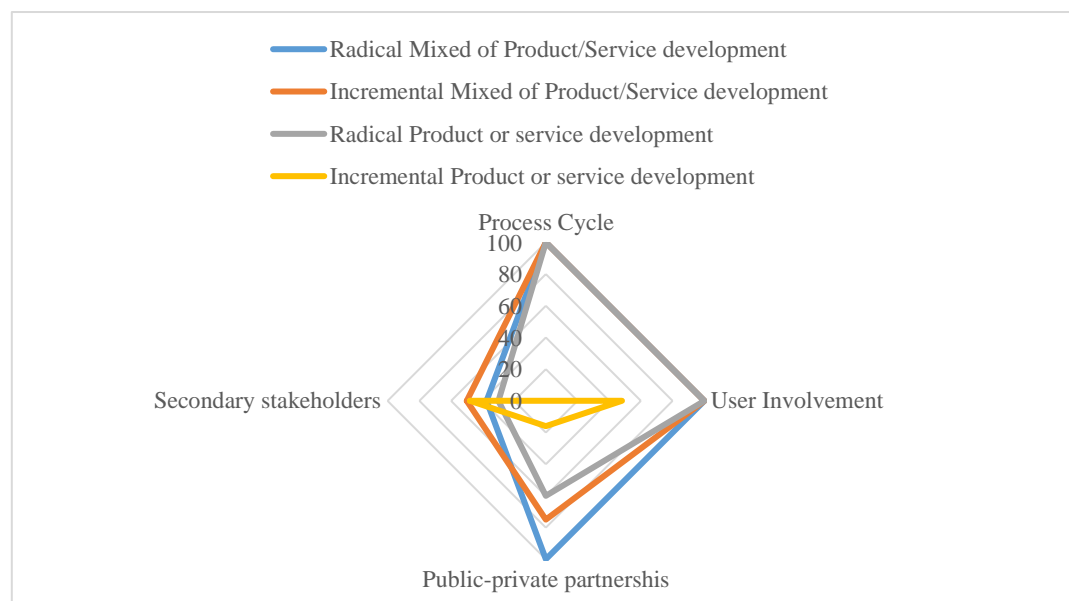 Radical Mixed of Product/Service development
Incremental Mixed of Product/Service development
Radical Product or service development
Incremental Product or service development
Process Cycle
100
80
60
40
20
0
Secondary stakeholders
User Involvement
Public-private partnershis